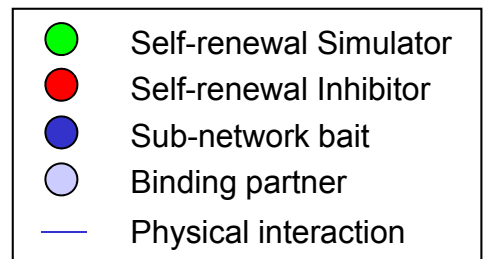 Self-renewal Simulator
Self-renewal Inhibitor
Sub-network bait
Binding partner
Physical interaction